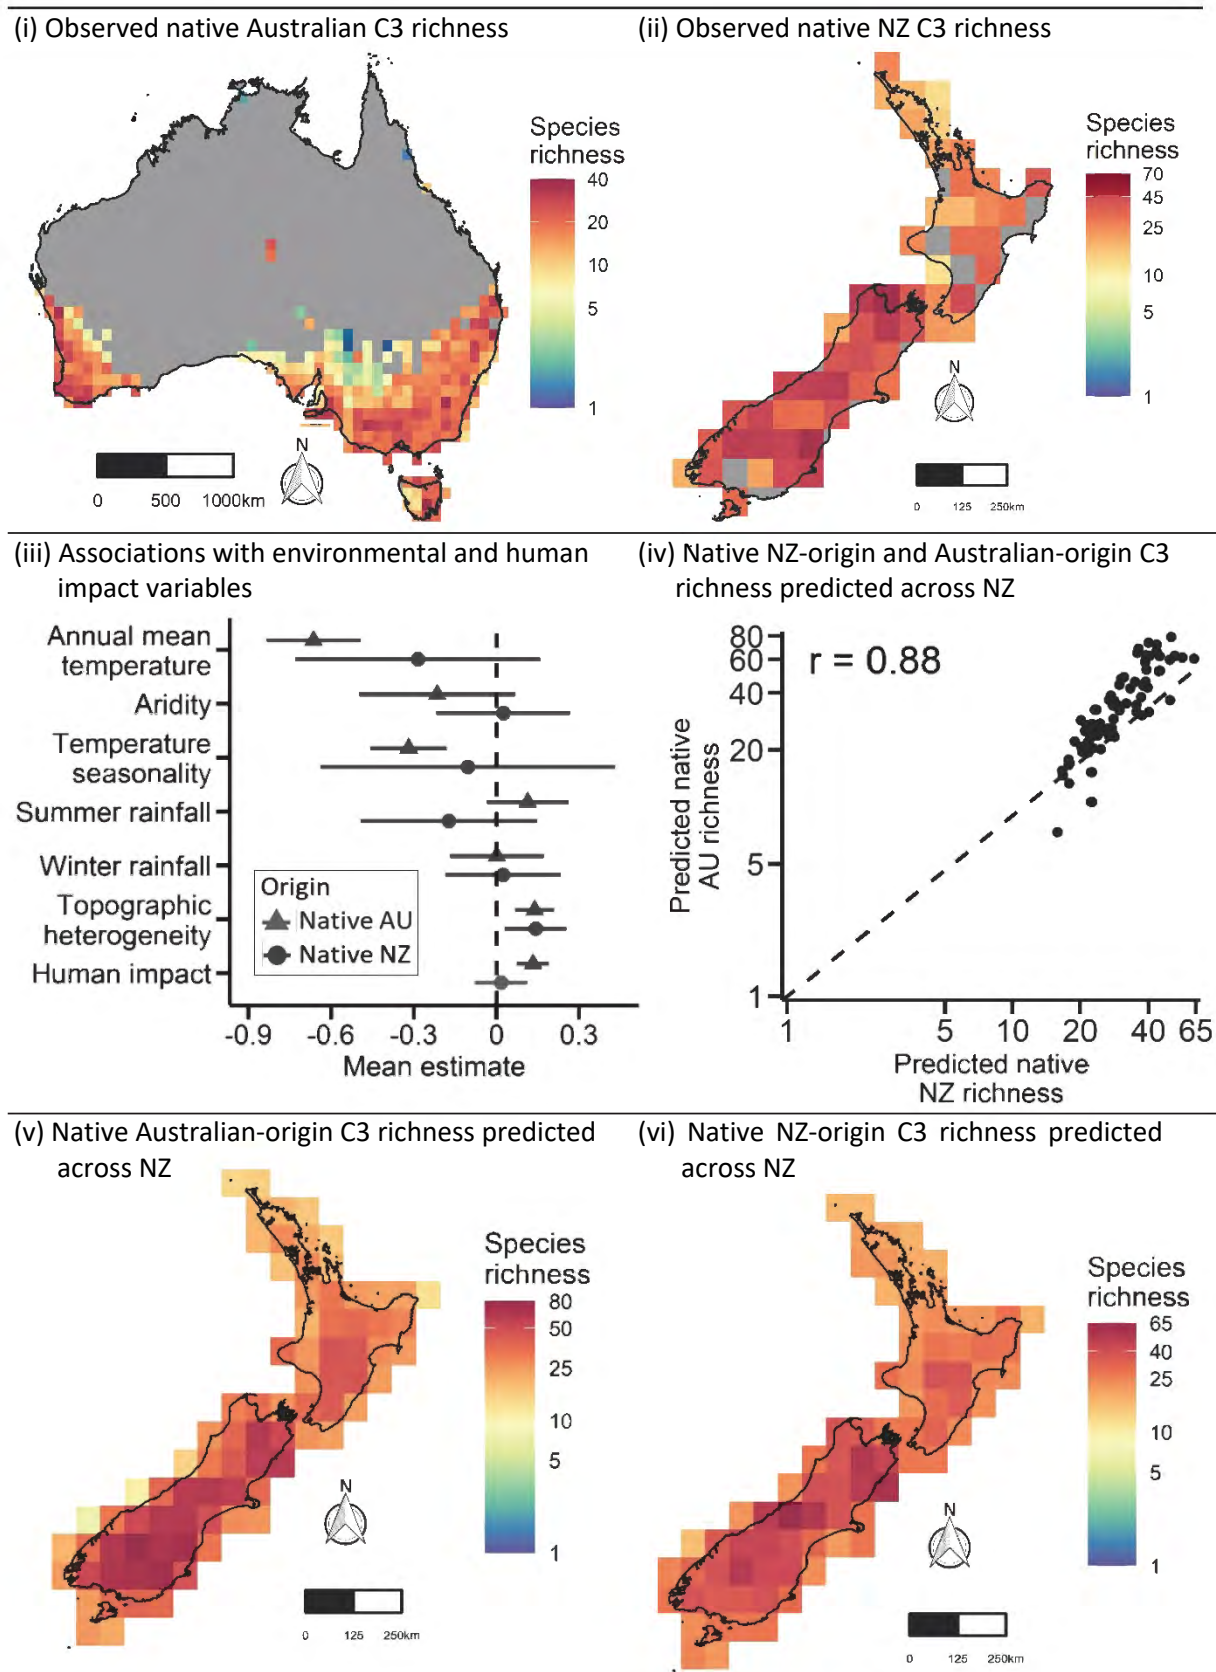 (i) Observed native Australian C3 richness
Species
richness
40
20
10
5
1
N
0 500 1000km
(ii) Observed native NZ C3 richness
Species
richness
70
45
25
10
5
1
N
0 125 250km
(iii) Associations with environmental and human
impact variables
Annual mean
temperature
Aridity
Temperature
seasonality
Summer rainfall
Winter rainfall
Topographic
heterogeneity
Human impact
Origin
Native AU
Native NZ
-0.9 -0.6 -0.3 0 0.3
Mean estimate
(iv) Native NZ-origin and Australian-origin C3
richness predicted across NZ
r = 0.88
Predicted native
AU richness
80
60
40
20
5
1
1 5 10 20 40 65
Predicted native
NZ richness
(v) Native Australian-origin C3 richness predicted
across NZ
Species
richness
80
50
25
10
5
1
N
0 125 250km
(vi) Native NZ-origin C3 richness predicted
across NZ
Species
richness
65
40
25
10
5
1
N
0 125 250km